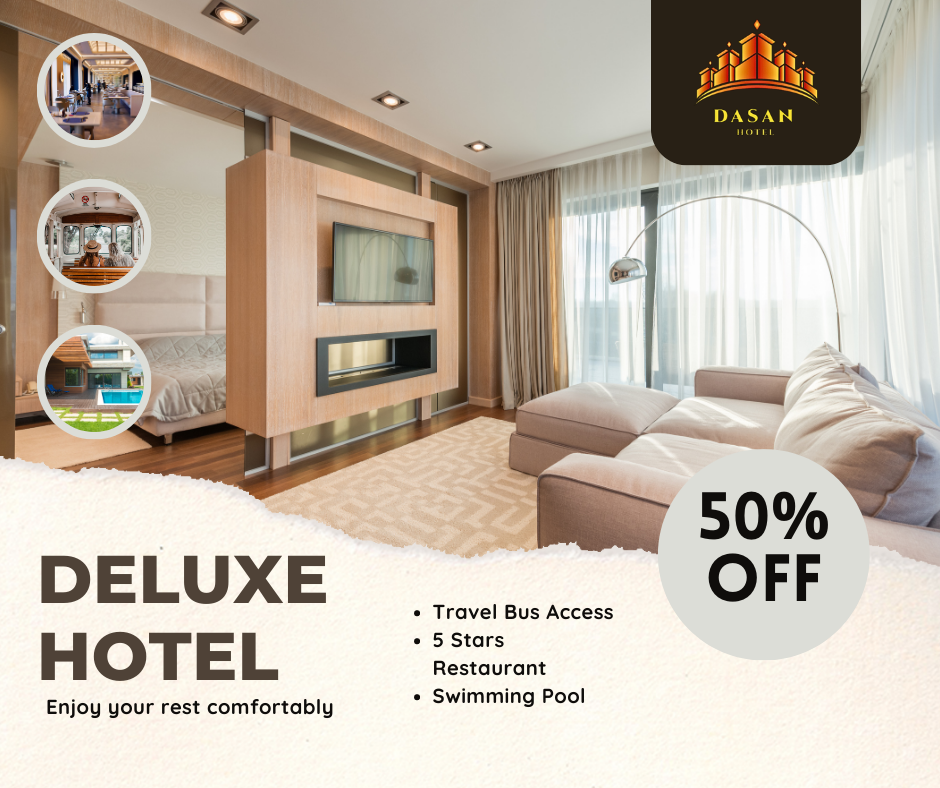 DASAN
HOTEL
50%
OFF
DELUXE
HOTEL
Enjoy your rest comfortably
• Travel Bus Access
• 5 Stars
Restaurant
• Swimming Pool